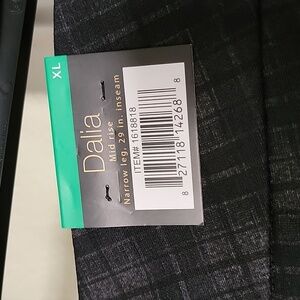 XL
Dalia
Mid rise
Narrow leg, 29 in. inseam
ITEM# 1618818
8 27118 14268 8